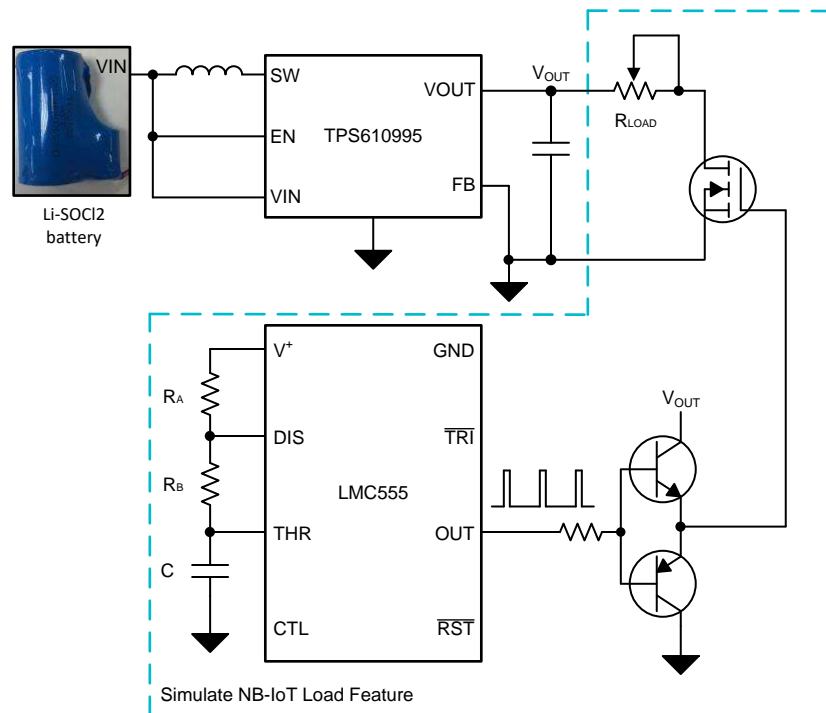 VIN
SW
EN
VIN
TPS610995
VOUT
FB
VOUT
RLOAD
Li-SOCl2
battery
V+
DIS
THR
CTL
LMC555
GND
TRI
OUT
RST
RA
RB
C
VOUT
Simulate NB-IoT Load Feature